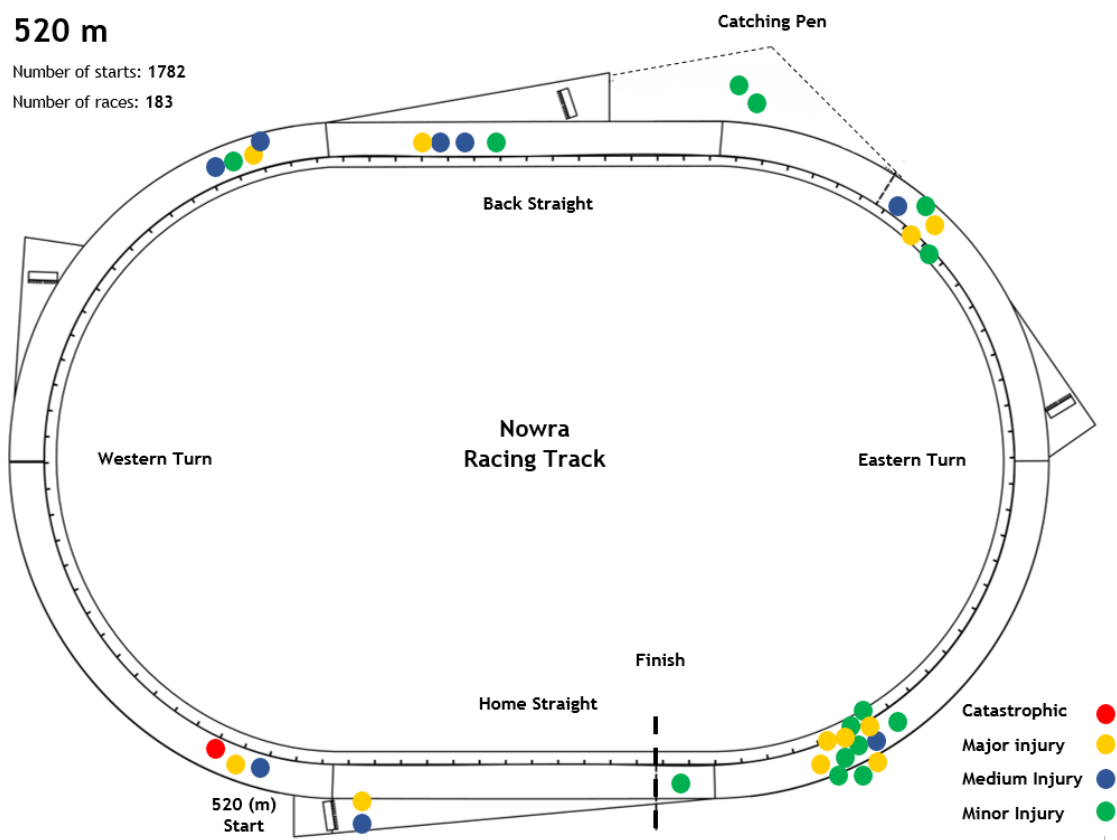 520 m
Catching Pen
Number of starts: 1782
Number of races: 183
Back Straight
Nowra
Racing Track
Western Turn
Eastern Turn
Finish
Home Straight
520 (m)
Start
Catastrophic
Major injury
Medium Injury
Minor Injury